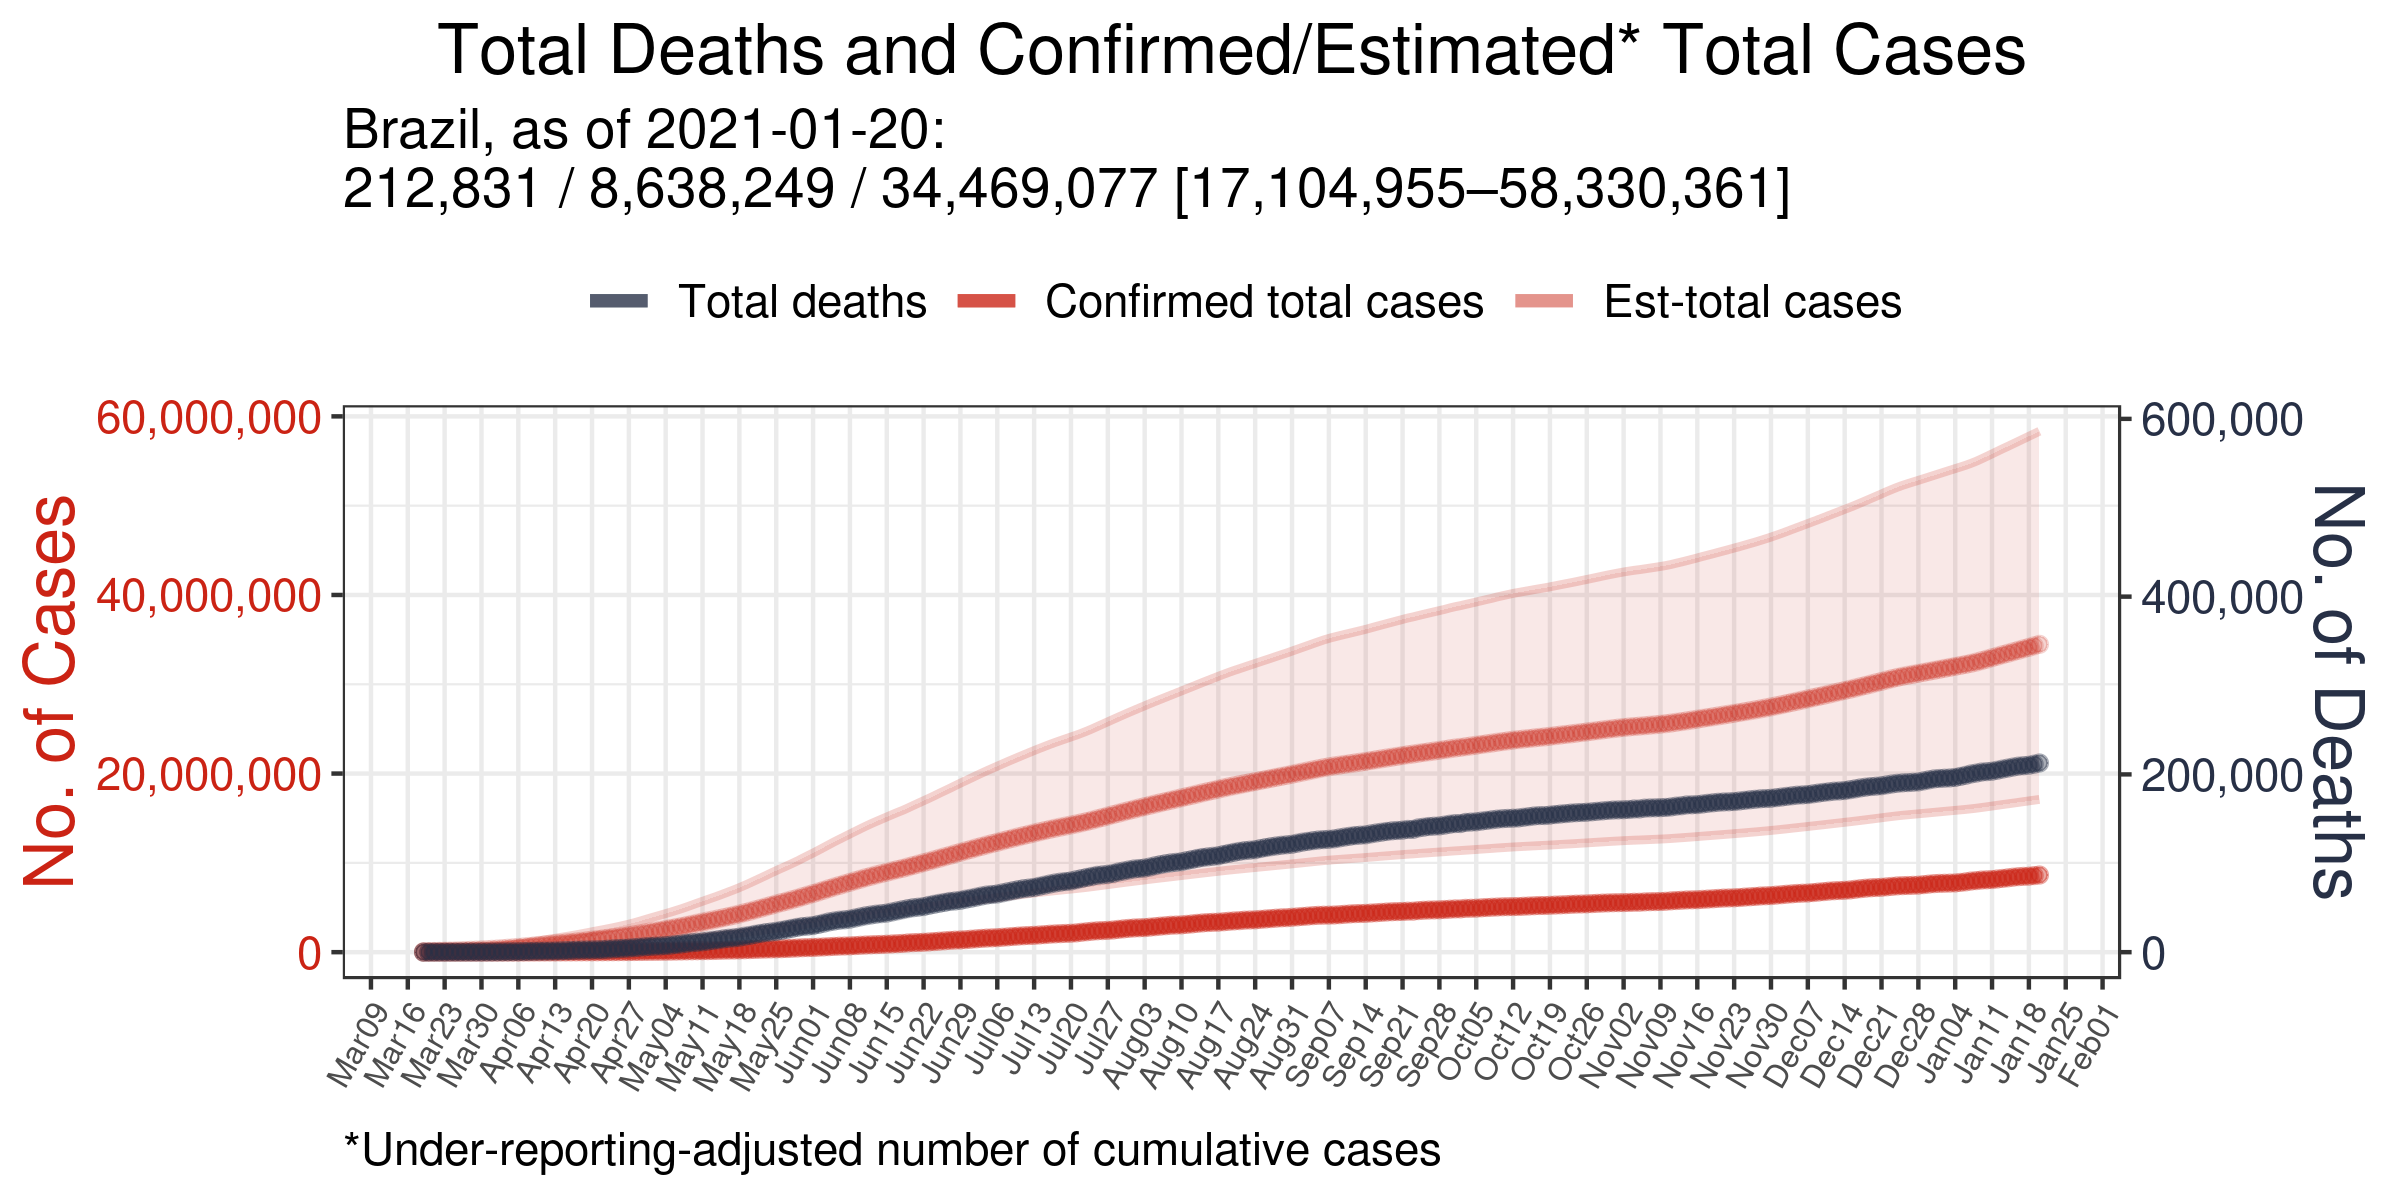 Total Deaths and Confirmed/Estimated* Total Cases
Brazil, as of 2021-01-20:
212,831 / 8,638,249 / 34,469,077 [17,104,955–58,330,361]
Total deaths
Confirmed total cases
Est-total cases
No. of Cases
60,000,000
40,000,000
20,000,000
0
600,000
400,000
200,000
0
No. of Deaths
Mar09
Mar16
Mar23
Mar30
Apr06
Apr13
Apr20
Apr27
May04
May11
May18
May25
Jun01
Jun08
Jun15
Jun22
Jun29
Jul06
Jul13
Jul20
Jul27
Aug03
Aug10
Aug17
Aug24
Aug31
Sep07
Sep14
Sep21
Sep28
Oct05
Oct12
Oct19
Oct26
Nov02
Nov09
Nov16
Nov23
Nov30
Dec07
Dec14
Dec21
Dec28
Jan04
Jan11
Jan18
Jan25
Feb01
*Under-reporting-adjusted number of cumulative cases